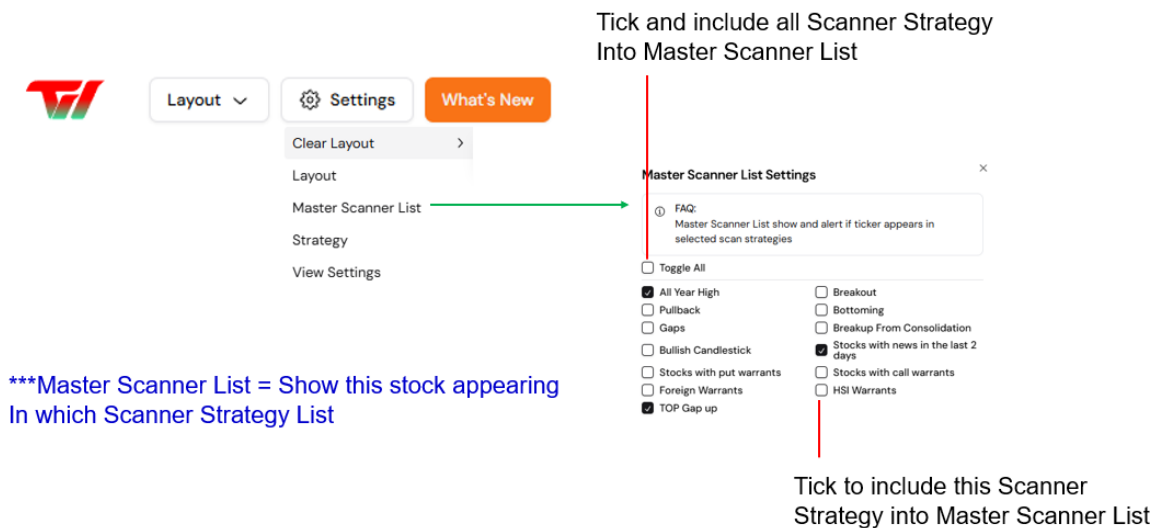 Tick and include all Scanner Strategy
Into Master Scanner List
Layout
Settings
What's New
Clear Layout
Layout
Master Scanner List
Strategy
View Settings
Master Scanner List Settings
FAQ:
Master Scanner List show and alert if ticker appears in
selected scan strategies
Toggle All
All Year High
Breakout
Pullback
Bottoming
Gaps
Breakup From Consolidation
Bullish Candlestick
Stocks with news in the last 2
days
Stocks with put warrants
Stocks with call warrants
Foreign Warrants
HSI Warrants
TOP Gap up
***Master Scanner List = Show this stock appearing
In which Scanner Strategy List
Tick to include this Scanner
Strategy into Master Scanner List